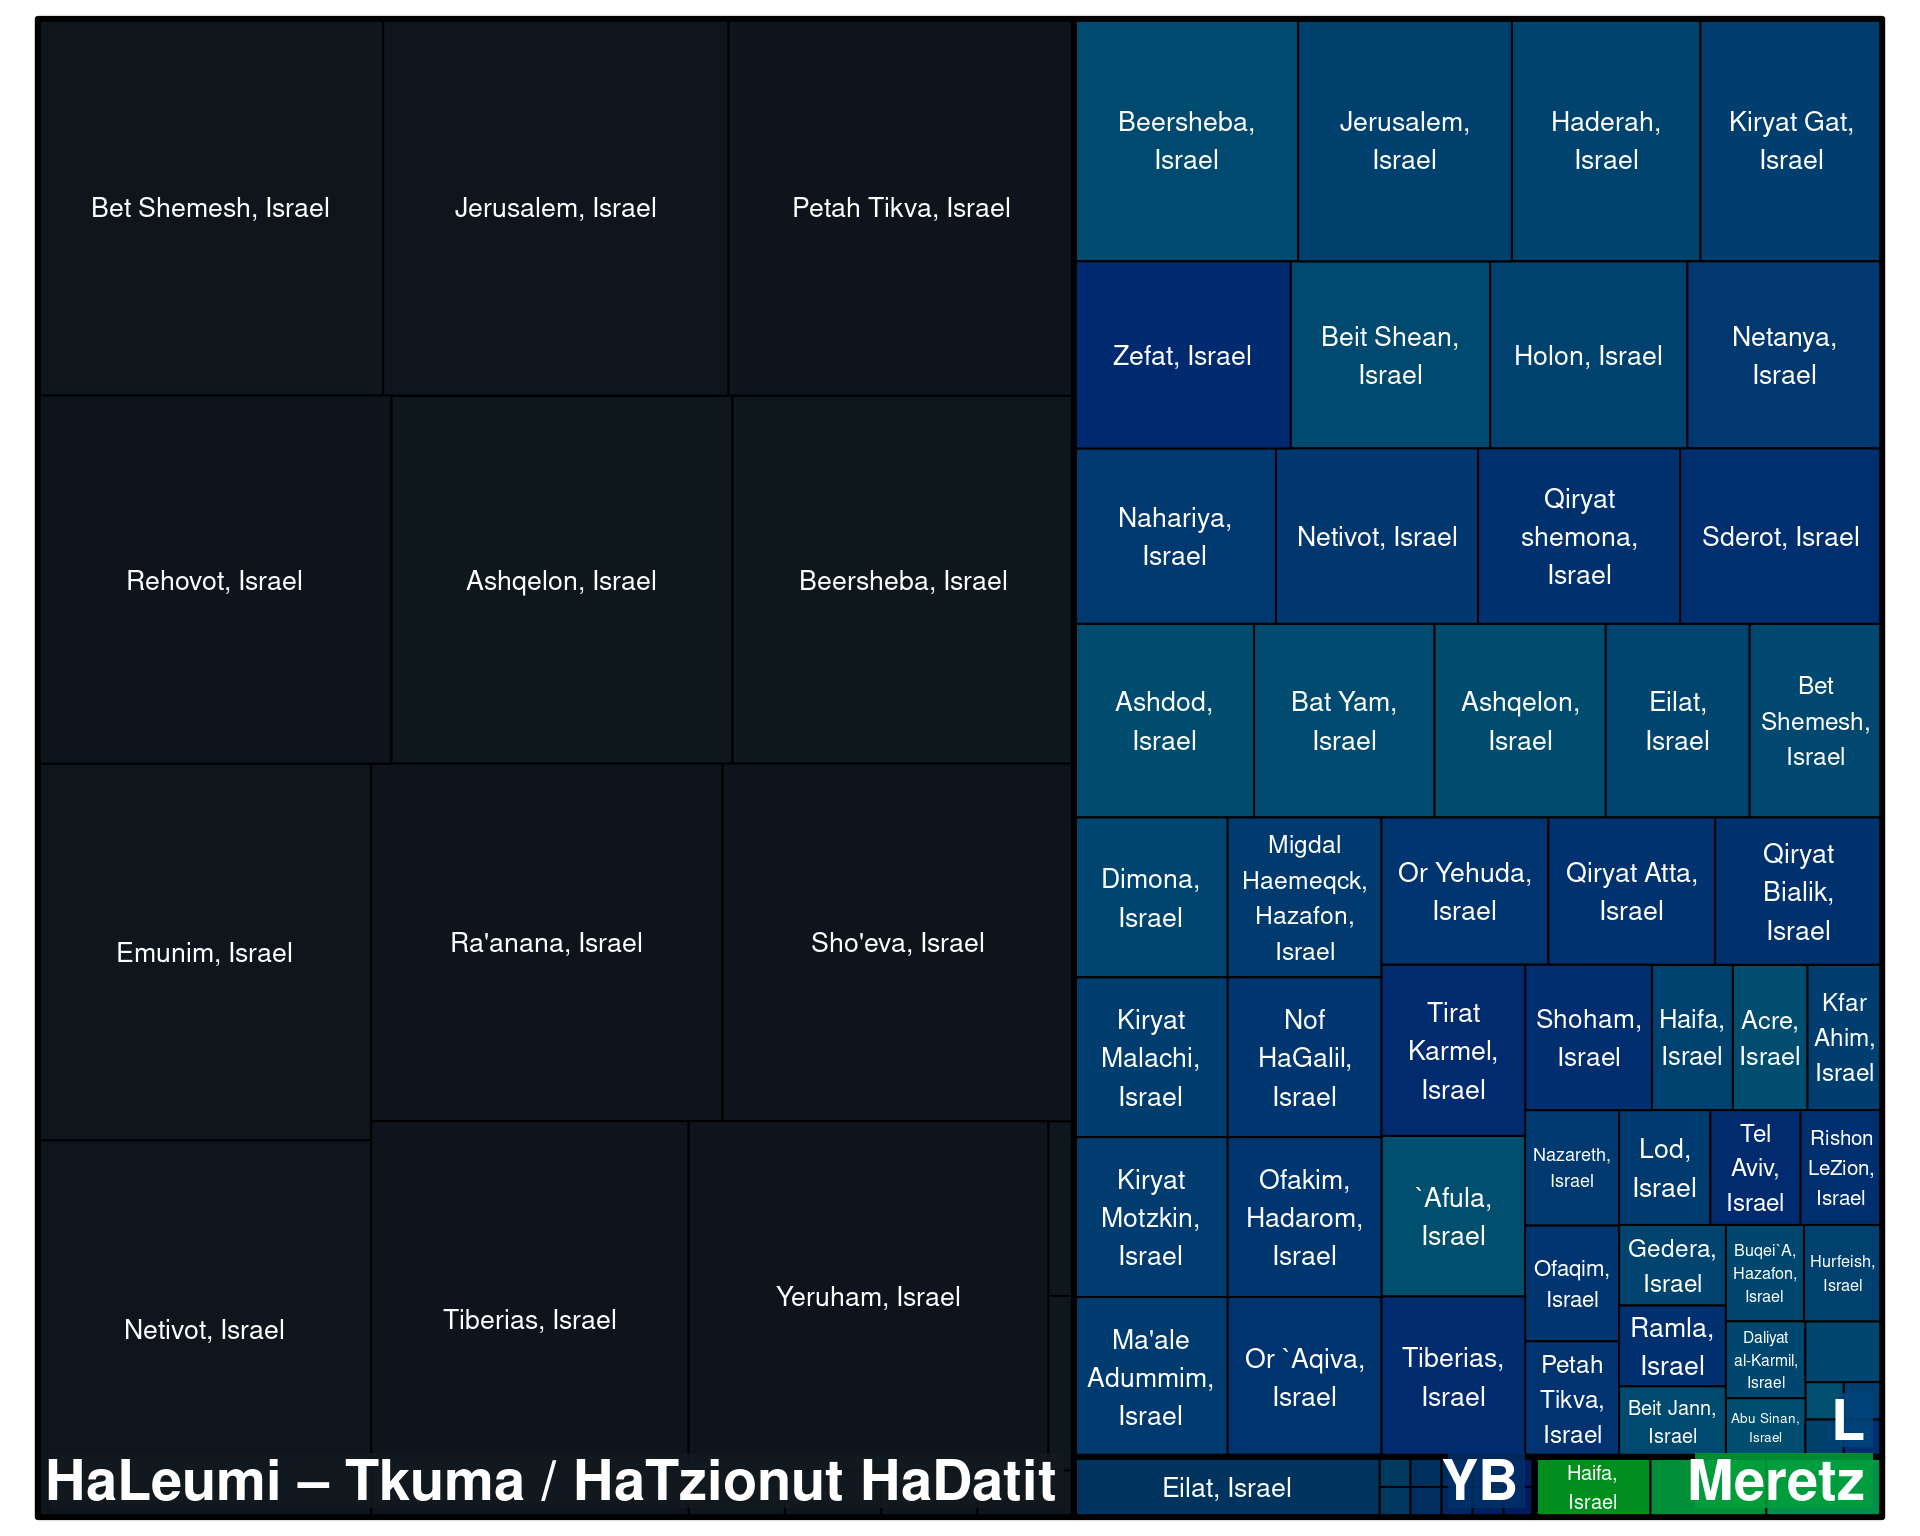 Bet Shemesh, Israel
Jerusalem, Israel
Petah Tikva, Israel
Rehovot, Israel
Ashqelon, Israel
Beersheba, Israel
Emunim, Israel
Ra'anana, Israel
Sho'eva, Israel
Netivot, Israel
Tiberias, Israel
Yeruham, Israel
HaLeumi – Tkuma / HaTzionut HaDatit
Beersheba,
Israel
Jerusalem,
Israel
Haderah,
Israel
Kiryat Gat,
Israel
Zefat, Israel
Beit Shean,
Israel
Holon, Israel
Netanya,
Israel
Nahariya,
Israel
Netivot, Israel
Qiryat
shemona,
Israel
Sderot, Israel
Ashdod,
Israel
Bat Yam,
Israel
Ashqelon,
Israel
Eilat,
Israel
Bet
Shemesh,
Israel
Dimona,
Israel
Migdal
Haemeqck,
Hazafon,
Israel
Or Yehuda,
Israel
Qiryat Atta,
Israel
Qiryat
Bialik,
Israel
Kiryat
Malachi,
Israel
Nof
HaGalil,
Israel
Tirat
Karmel,
Israel
Shoham,
Israel
Haifa,
Israel
Acre,
Israel
Kfar
Ahim,
Israel
Kiryat
Motzkin,
Israel
Ofakim,
Hadarom,
Israel
`Afula,
Israel
Nazareth,
Israel
Lod,
Israel
Tel
Aviv,
Israel
Rishon
LeZion,
Israel
Ofaqim,
Israel
Gedera,
Israel
Buqei`A,
Hazafon,
Israel
Hurfeish,
Israel
Ma'ale
Adummim,
Israel
Or `Aqiva,
Israel
Tiberias,
Israel
Petah
Tikva,
Israel
Ramla,
Israel
Daliyat
al-Karmil,
Israel
Beit Jann,
Israel
Abu Sinan,
Israel
L
Eilat, Israel
YB
Haifa,
Israel
Meretz